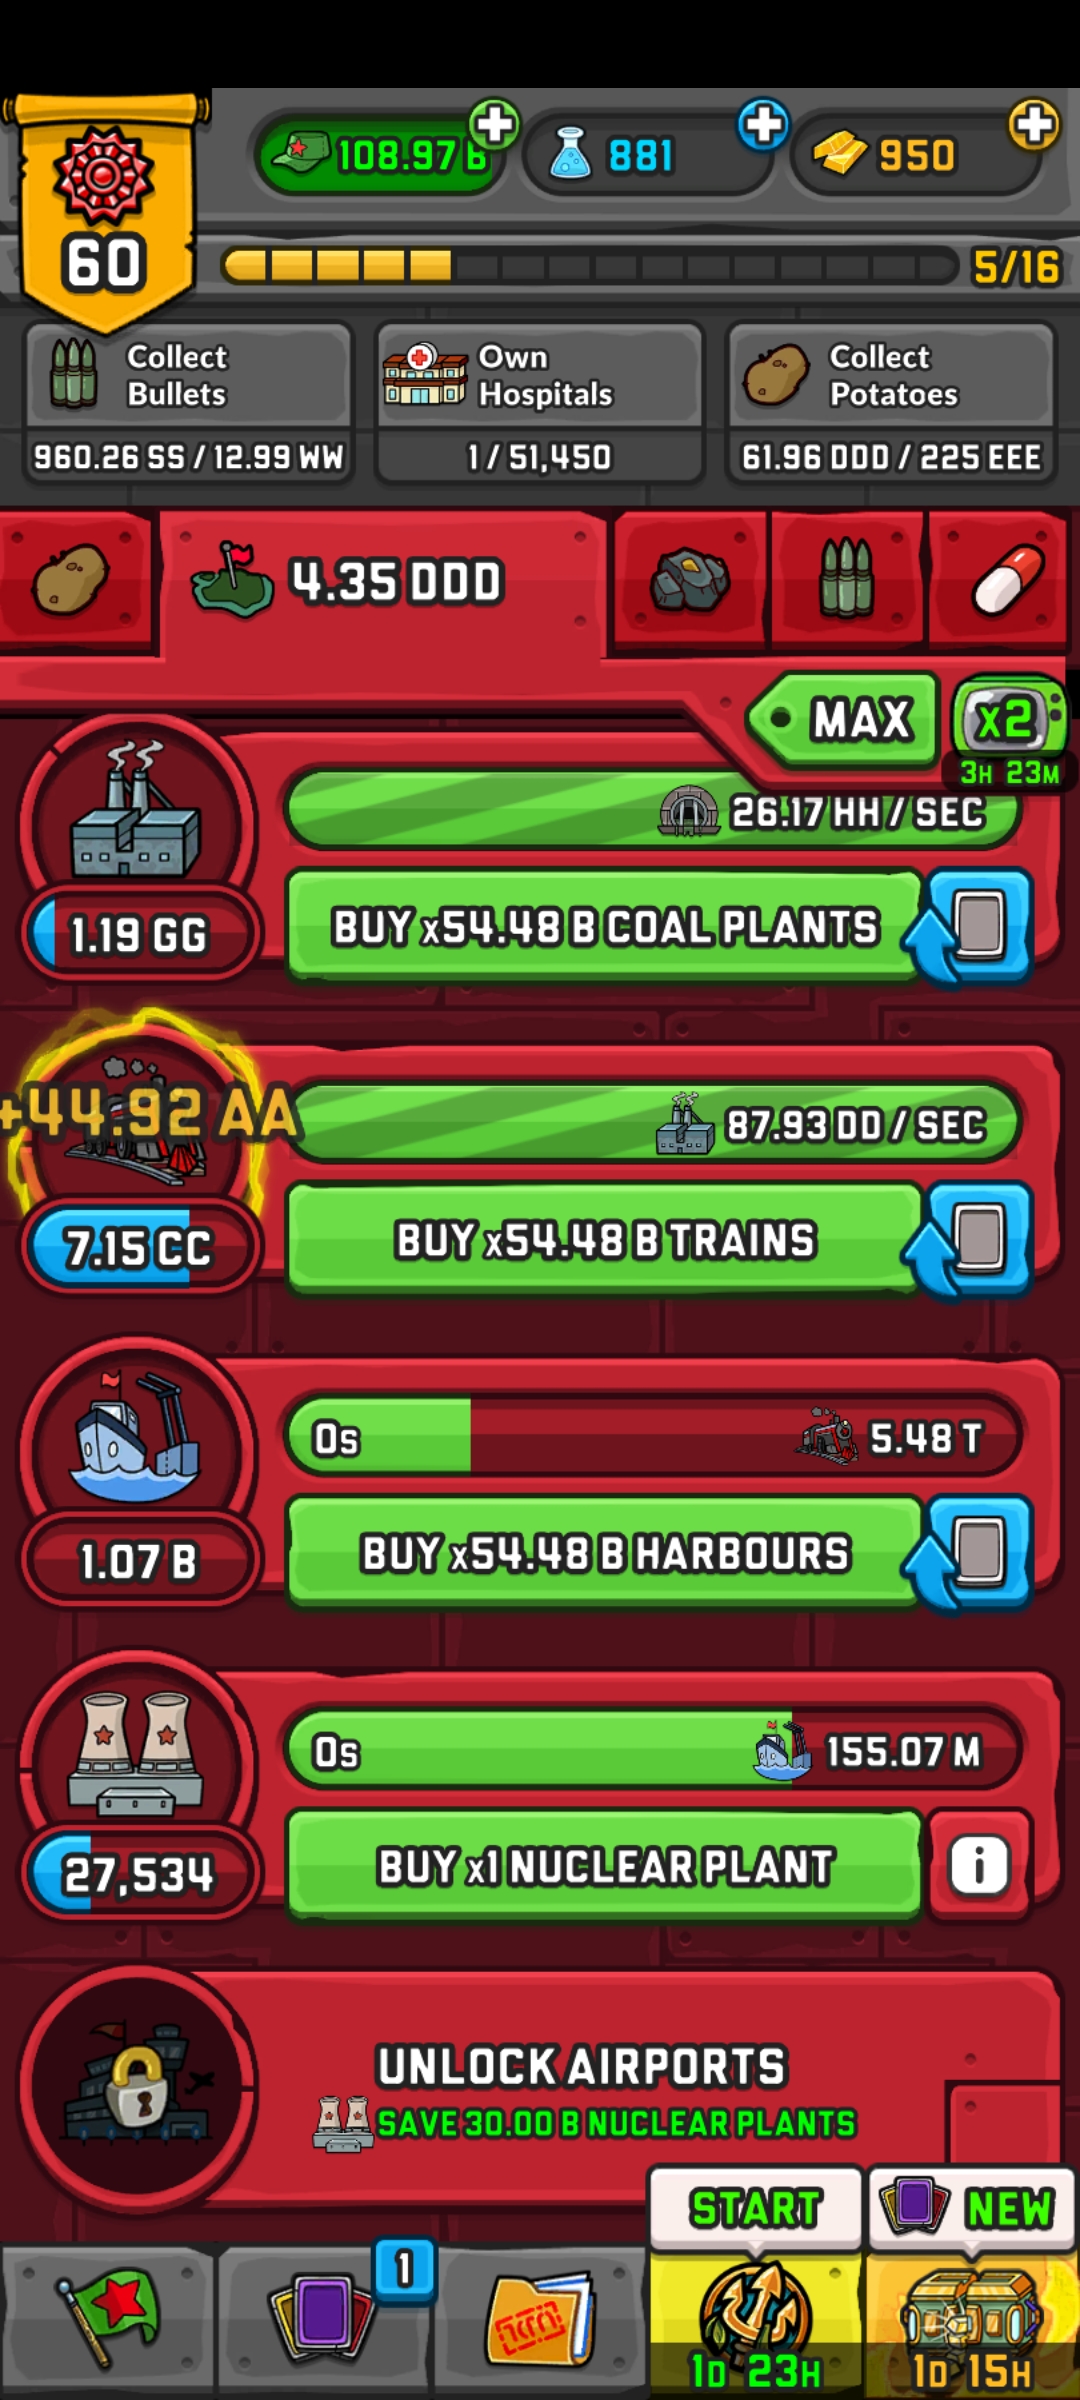 108.97 B
881
950
60
5/16
Collect
Bullets
960.26 SS / 12.99 WW
Own
Hospitals
1 / 51,450
Collect
Potatoes
61.96 DDD / 225 EEE
4.35 DDD
MAX
x2
3H 23M
26.17 HH / SEC
1.19 GG
BUY x54.48 B COAL PLANTS
+44.92 AA
87.93 DD / SEC
7.15 CC
BUY x54.48 B TRAINS
0s
5.48 T
1.07 B
BUY x54.48 B HARBOURS
0s
155.07 M
27,534
BUY x1 NUCLEAR PLANT
i
UNLOCK AIRPORTS
SAVE 30.00 B NUCLEAR PLANTS
START
NEW
1
1D 23H
1D 15H